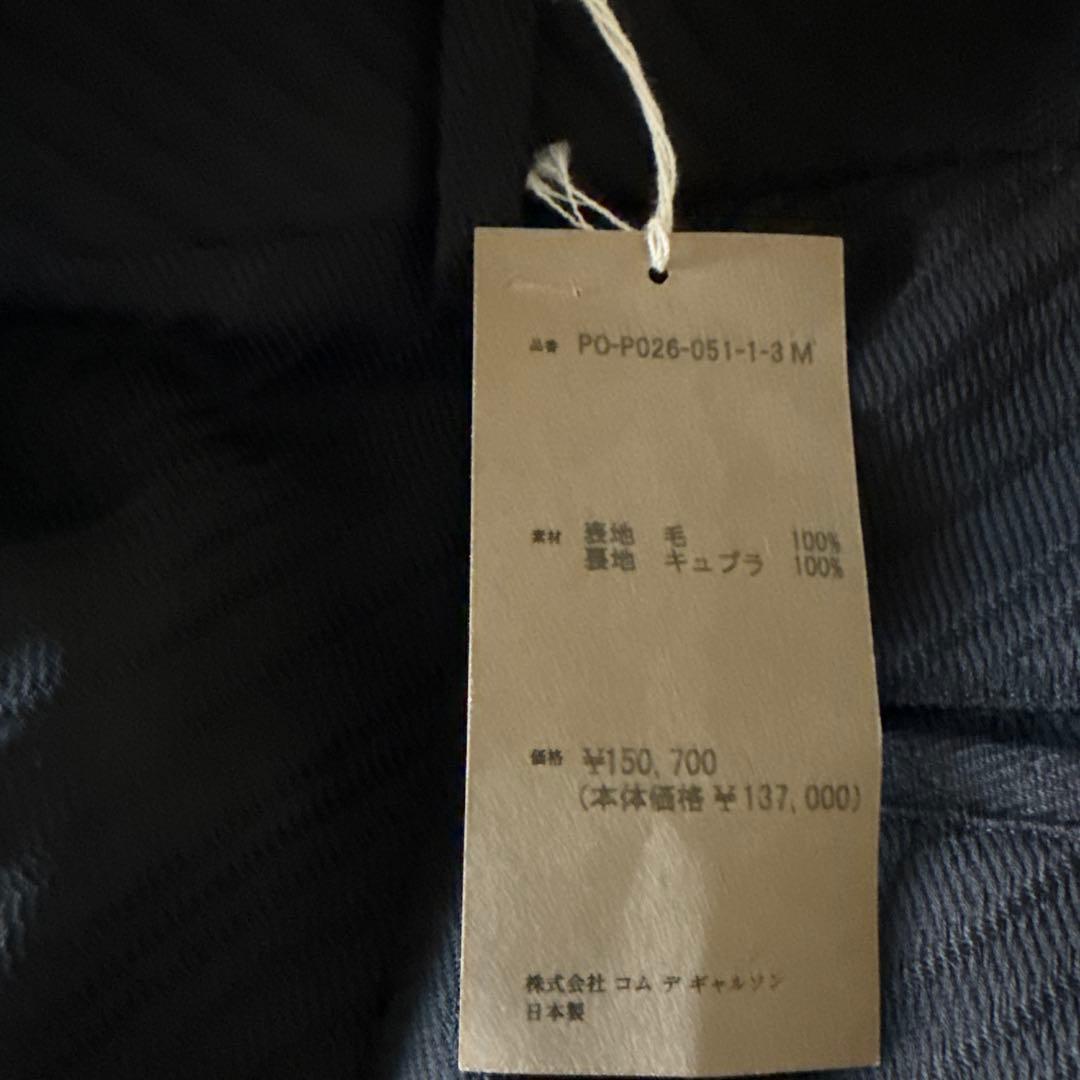 品番 PO-P026-051-1-3 M
素材 表地 毛 100%
裏地 キュプラ 100%
価格 ¥150,700
(本体価格 ¥137,000)
株式会社 コム デ ギャルソン
日本製